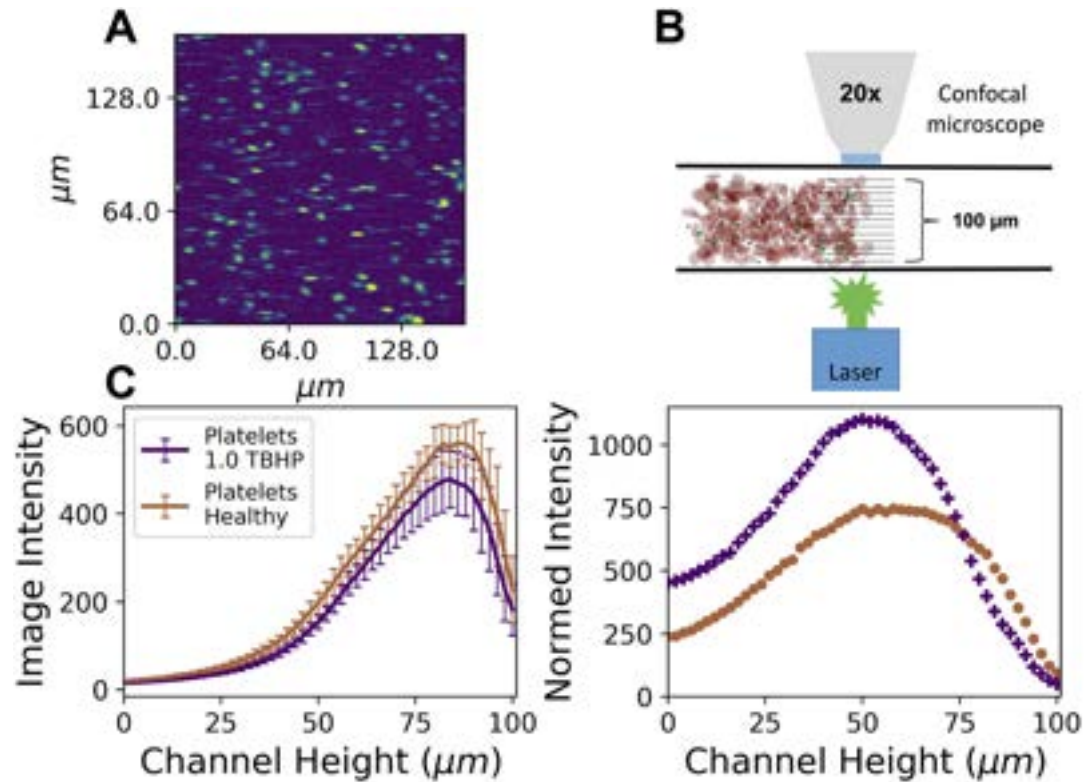 A
128.0
64.0
0.0
μm
0.0 64.0 128.0
μm
B
20x
Confocal
microscope
100 μm
Laser
C
Image Intensity
600
400
200
0
Platelets
1.0 TBHP
Platelets
Healthy
0 25 50 75 100
Channel Height (μm)
Normed Intensity
1000
750
500
250
0
0 25 50 75 100
Channel Height (μm)